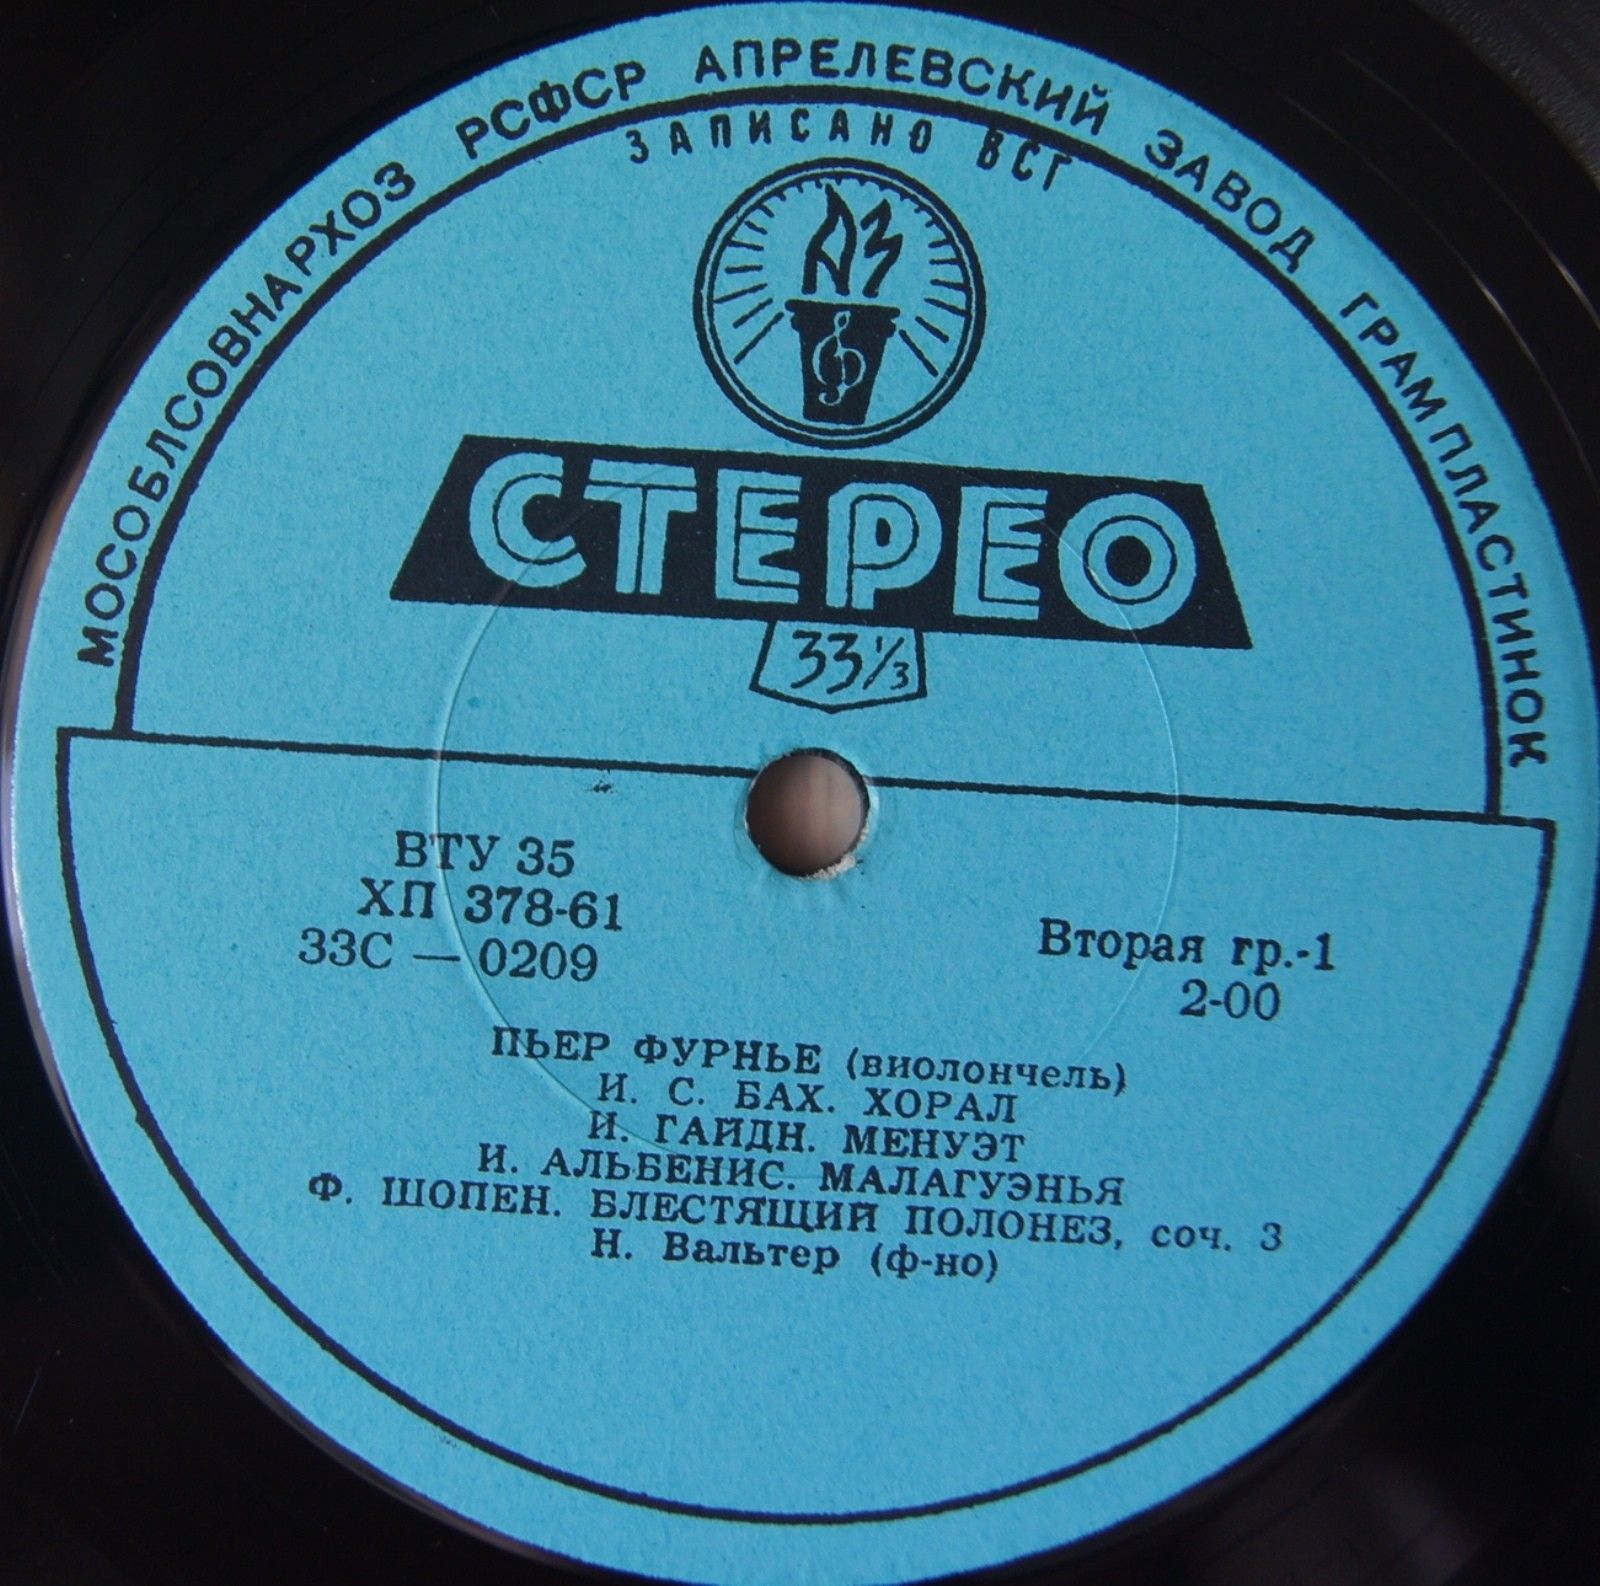 МОСОБЛСОВНАРХОЗ РСФСР АПРЕЛЕВСКИЙ ЗАВОД ГРАМПЛАСТИНОК
ЗАПИСАНО ВСГ
АЗ
СТЕРЕО
33 1/3
ВТУ 35
ХП 378-61
33С — 0209
Вторая гр.-1
2-00
ПЬЕР ФУРНЬЕ (виолончель)
И. С. БАХ. ХОРАЛ
И. ГАЙДН. МЕНУЭТ
И. АЛЬБЕНИС. МАЛАГУЭНЬЯ
Ф. ШОПЕН. БЛЕСТЯЩИЙ ПОЛОНЕЗ, соч. 3
Н. Вальтер (ф-но)